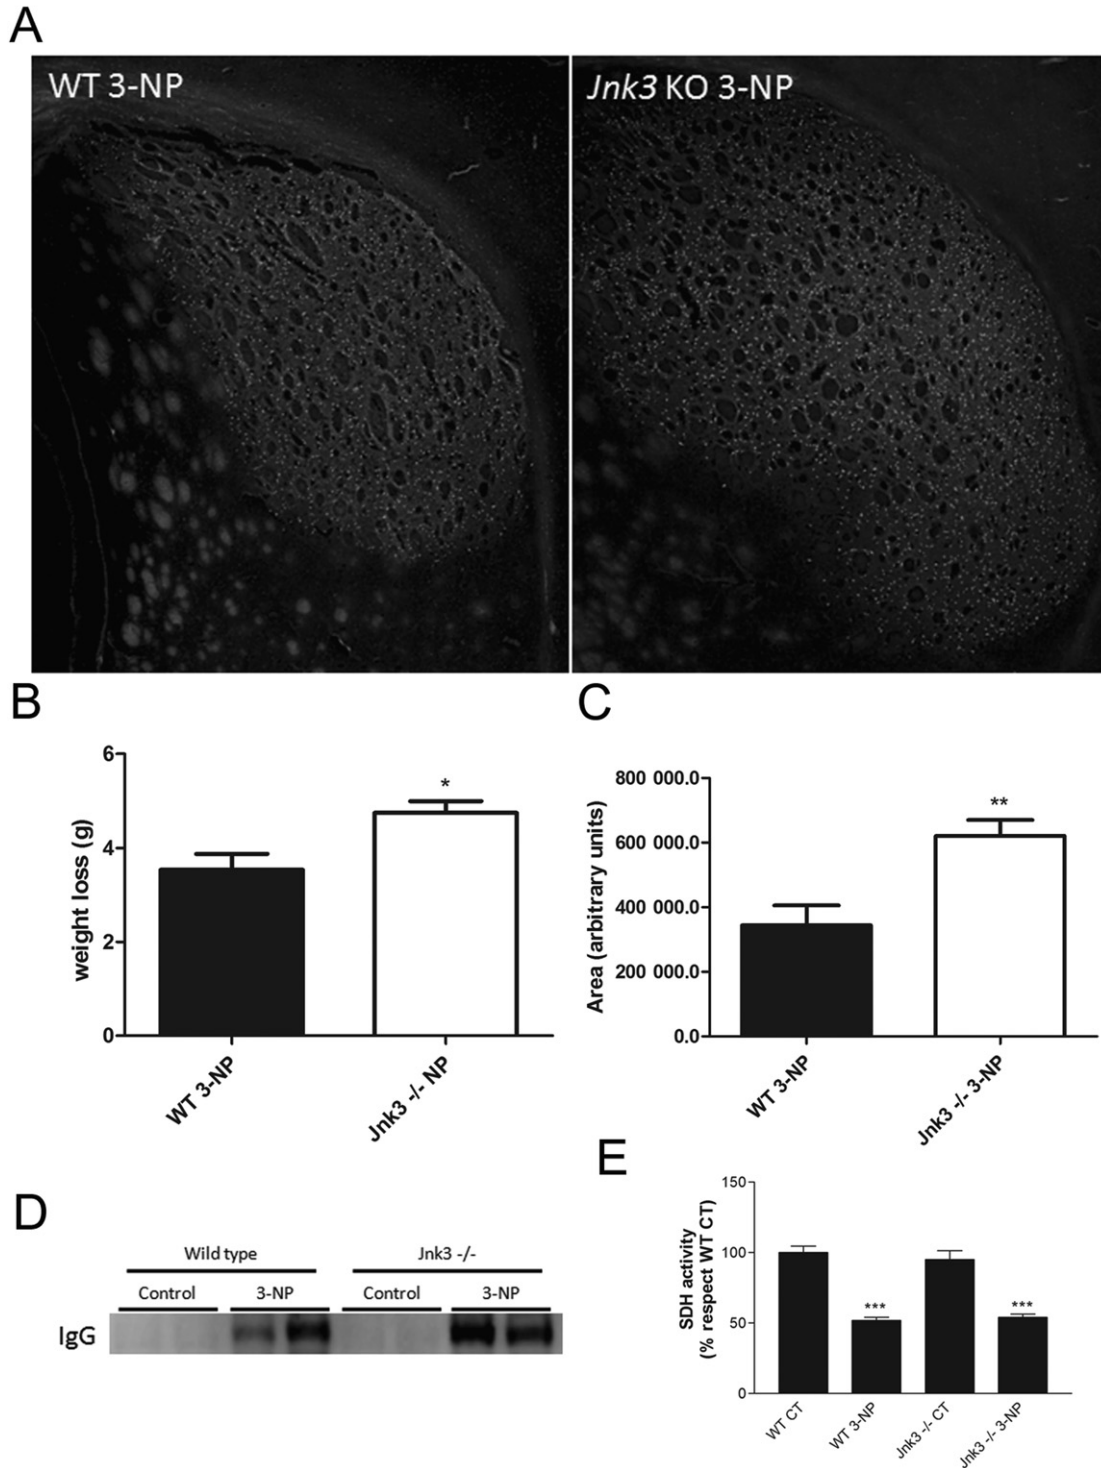 A
WT 3-NP
Jnk3 KO 3-NP
B
weight loss (g)
6
4
2
0
*
WT 3-NP
Jnk3 -/- NP
C
Area (arbitrary units)
800 000.0
600 000.0
400 000.0
200 000.0
0.0
**
WT 3-NP
Jnk3 -/- 3-NP
D
Wild type
Jnk3 -/-
Control
3-NP
Control
3-NP
IgG
E
SDH activity
(% respect WT CT)
150
100
50
0
***
***
WT CT
WT 3-NP
Jnk3 -/- CT
Jnk3 -/- 3-NP